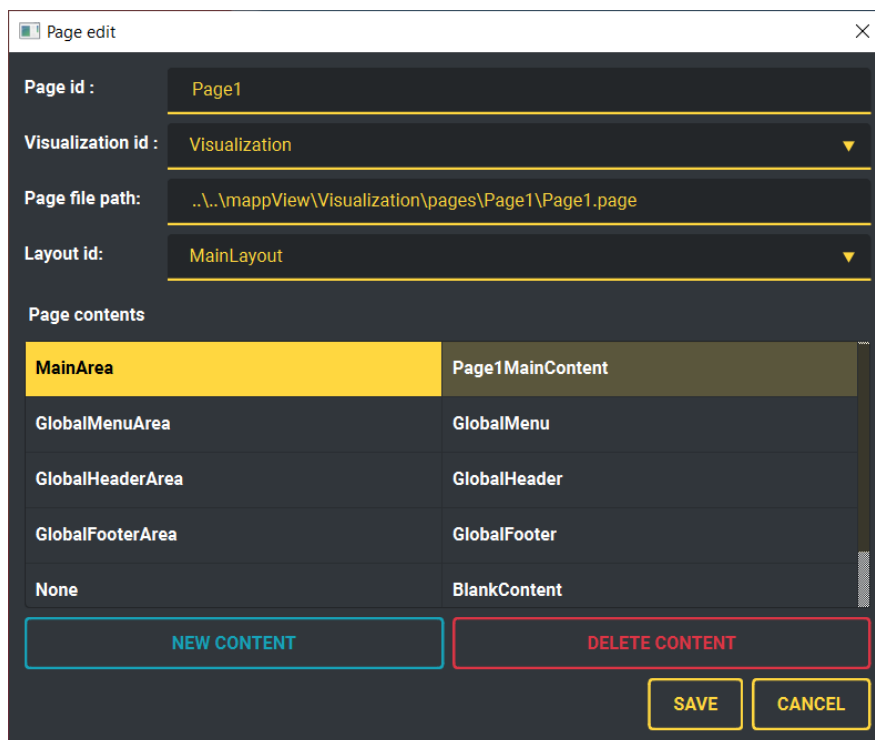 Page edit
Page id : Page1
Visualization id : Visualization
Page file path: ..\..\mappView\Visualization\pages\Page1\Page1.page
Layout id: MainLayout
Page contents
MainArea Page1MainContent
GlobalMenuArea GlobalMenu
GlobalHeaderArea GlobalHeader
GlobalFooterArea GlobalFooter
None BlankContent
NEW CONTENT DELETE CONTENT
SAVE CANCEL